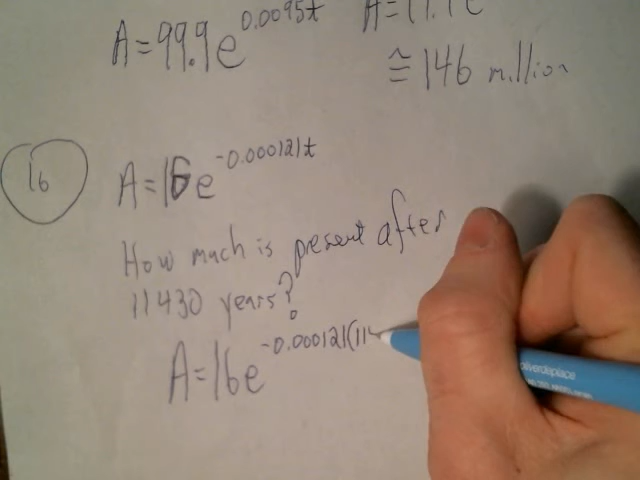 A=99.9e^0.0095t
≅146 million
16
A=16e^-0.000121t
How much is present after
11430 years?
A=16e^-0.000121(114